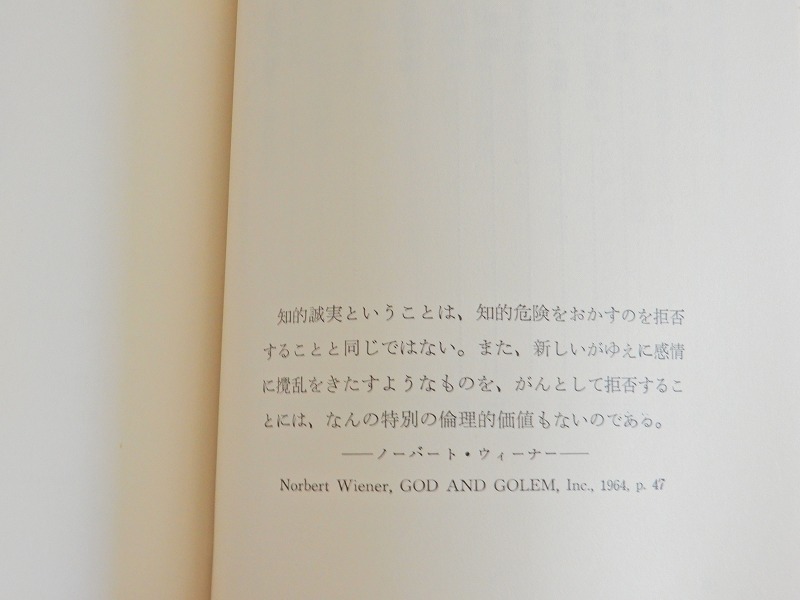 知的誠実ということは、知的危険をおかすのを拒否
することと同じではない。また、新しいがゆえに感情
に攪乱をきたすようなものを、がんとして拒否するこ
とには、なんの特別の倫理的価値もないのである。
――ノーバート・ウィーナー――
Norbert Wiener, GOD AND GOLEM, Inc., 1964, p. 47